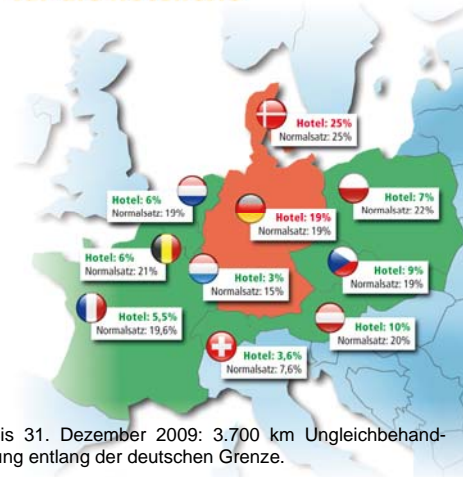 Hotel: 25%
Normalsatz: 25%
Hotel: 6%
Normalsatz: 19%
Hotel: 19%
Normalsatz: 19%
Hotel: 7%
Normalsatz: 22%
Hotel: 6%
Normalsatz: 21%
Hotel: 3%
Normalsatz: 15%
Hotel: 9%
Normalsatz: 19%
Hotel: 5,5%
Normalsatz: 19,6%
Hotel: 10%
Normalsatz: 20%
Hotel: 3,6%
Normalsatz: 7,6%
is 31. Dezember 2009: 3.700 km Ungleichbehand-
ung entlang der deutschen Grenze.